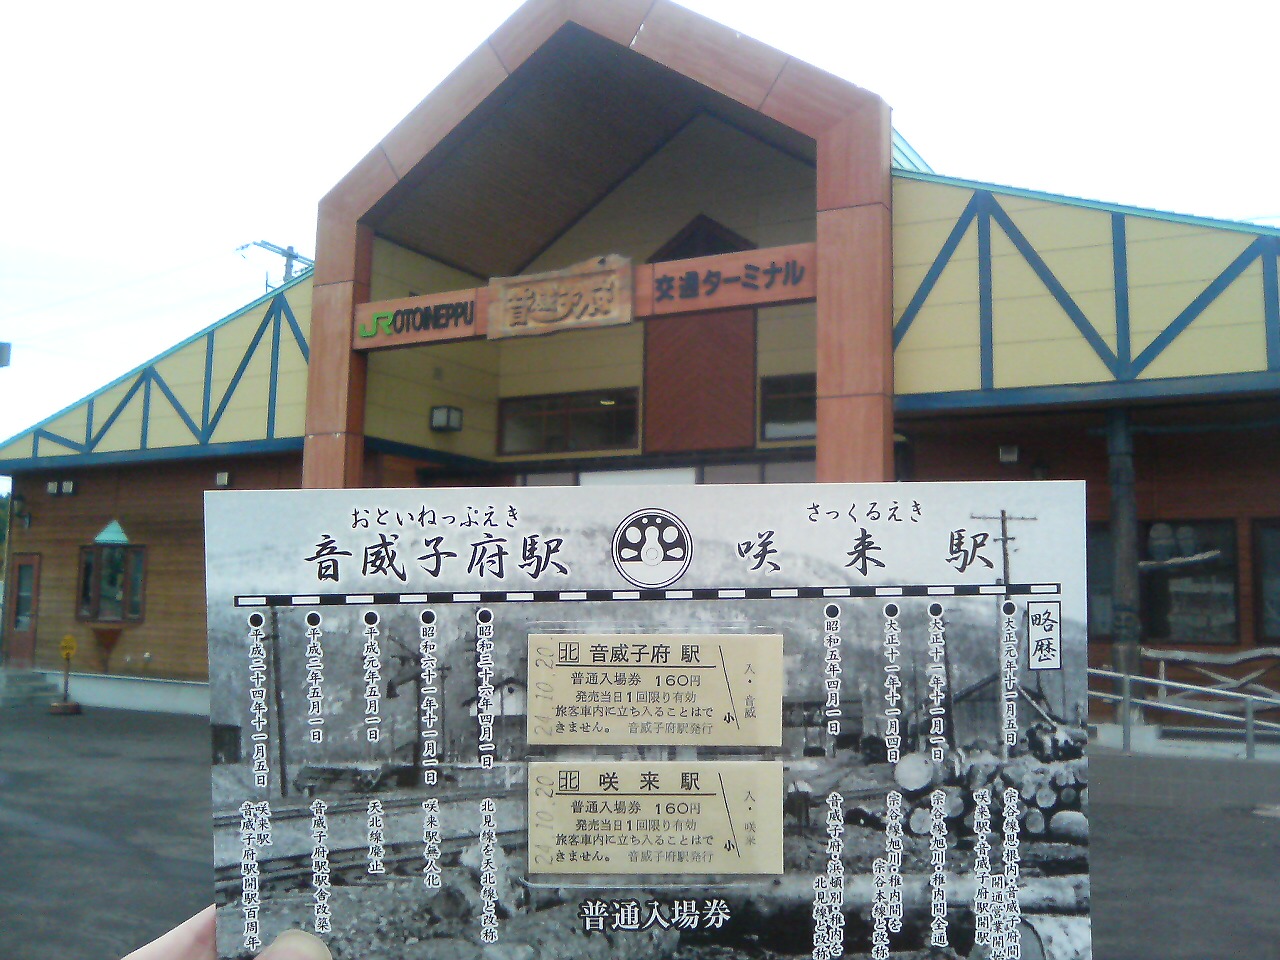 JR OTOINEPPU
音威子府
交通ターミナル
おといねっぷえき
音威子府駅
さっくるえき
咲来駅
略歴
大正元年十一月五日
宗谷線恩根内・音威子府間
開通営業開始
咲来駅・音威子府駅開駅
大正十一年十一月一日
宗谷線旭川・稚内間全通
大正十一年十一月四日
宗谷線旭川・稚内間を
宗谷本線と改称
昭和五年四月一日
音威子府・浜頓別・稚内を
北見線と改称
昭和三十六年四月一日
北見線を天北線と改称
昭和六十一年十一月一日
咲来駅無人化
平成元年五月一日
天北線廃止
平成二年五月一日
音威子府駅駅舎改築
平成二十四年十一月五日
咲来駅
音威子府駅開駅百周年
24.10.20
北 音威子府駅
普通入場券 160円
発売当日1回限り有効
旅客車内に立ち入ることはで
きません。 音威子府駅発行
小
入・音威
24.10.20
北 咲来駅
普通入場券 160円
発売当日1回限り有効
旅客車内に立ち入ることはで
きません。 音威子府駅発行
小
入・咲来
普通入場券